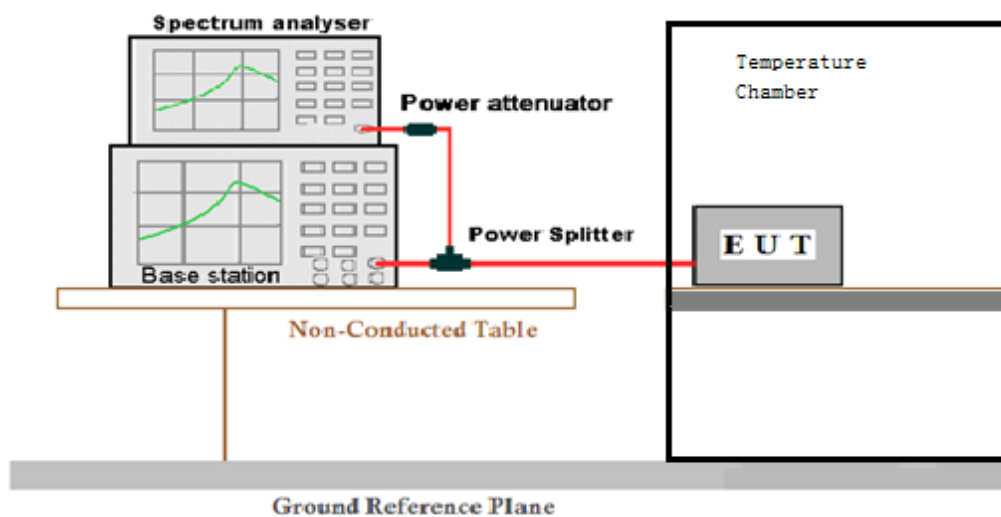 Spectrum analyser
Temperature
Chamber
Power attenuator
Power Splitter
E U T
Base station
Non-Conducted Table
Ground Reference Plane